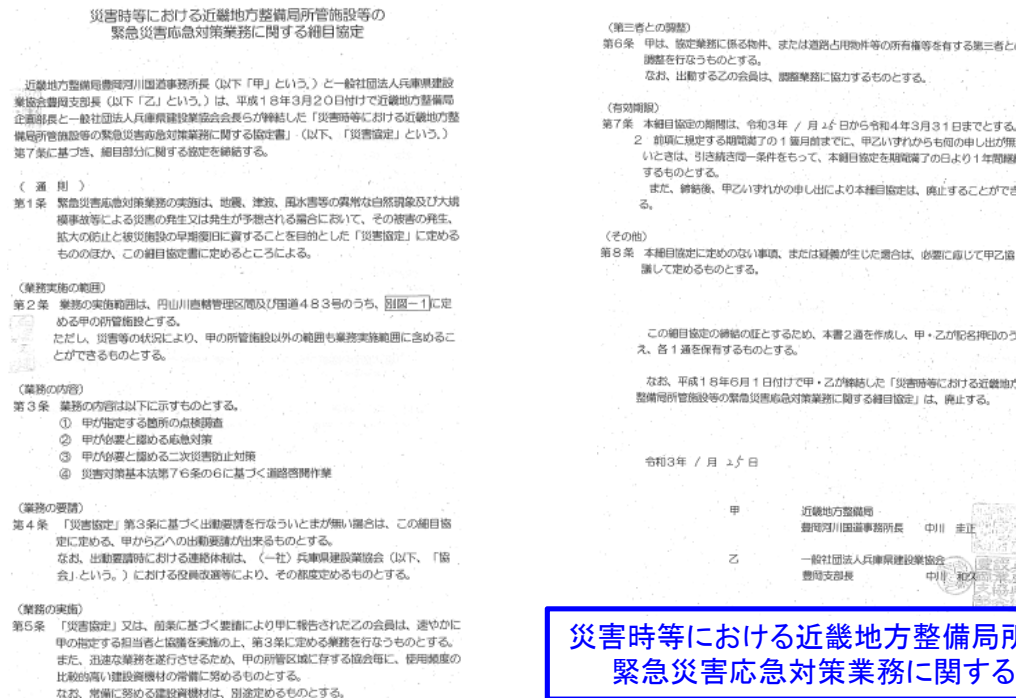 災害時等における近畿地方整備局所管施設等の
緊急災害応急対策業務に関する細目協定
近畿地方整備局豊岡河川国道事務所長（以下「甲」という。）と一般社団法人兵庫県建設
業協会豊岡支部長（以下「乙」という。）は、平成１８年３月２０日付けで近畿地方整備局
企画部長と一般社団法人兵庫県建設業協会会長らが締結した「災害時等における近畿地方整
備局所管施設等の緊急災害応急対策業務に関する協定書」（以下、「災害協定」という。）
第７条に基づき、細目部分に関する協定を締結する。
（ 通 則 ）
第１条 緊急災害応急対策業務の実施は、地震、津波、風水害等の異常な自然現象及び大規
模事故等による災害の発生又は発生が予想される場合において、その被害の発生、
拡大の防止と被災施設の早期復旧に資することを目的とした「災害協定」に定める
もののほか、この細目協定書に定めるところによる。
（業務実施の範囲）
第２条 業務の実施範囲は、円山川直轄管理区間及び国道４８３号のうち、別図－１に定
める甲の所管施設とする。
ただし、災害等の状況により、甲の所管施設以外の範囲も業務実施範囲に含めるこ
とができるものとする。
（業務の内容）
第３条 業務の内容は以下に示すものとする。
① 甲が指定する箇所の点検調査
② 甲が必要と認める応急対策
③ 甲が必要と認める二次災害防止対策
④ 災害対策基本法第７６条の６に基づく道路啓開作業
（業務の要請）
第４条 「災害協定」第３条に基づく出動要請を行なういとまが無い場合は、この細目協
定に定める、甲から乙への出動要請が出来るものとする。
なお、出動要請時における連絡体制は、（一社）兵庫県建設業協会（以下、「協
会」という。）における役員改選等により、その都度定めるものとする。
（業務の実施）
第５条 「災害協定」又は、前条に基づく要請により甲に報告された乙の会員は、速やかに
甲の指定する担当者と協議を実施の上、第３条に定める業務を行なうものとする。
また、迅速な業務を遂行させるため、甲の所管区域に存する協会毎に、使用頻度の
比較的高い建設資機材の常備に努めるものとする。
なお、常備に努める建設資機材は、別途定めるものとする。
（第三者との調整）
第６条 甲は、協定業務に係る物件、または道路占用物件等の所有権等を有する第三者との
調整を行なうものとする。
なお、出動する乙の会員は、調整業務に協力するものとする。
（有効期限）
第７条 本細目協定の期間は、令和３年 1 月 25 日から令和４年３月３１日までとする。
２ 前項に規定する期間満了の１箇月前までに、甲乙いずれからも何の申し出が無
いときは、引き続き同一条件をもって、本細目協定を期間満了の日より１年間継続
するものとする。
また、締結後、甲乙いずれかの申し出により本細目協定は、廃止することができ
る。
（その他）
第８条 本細目協定に定めのない事項、または疑義が生じた場合は、必要に応じて甲乙協
議して定めるものとする。
この細目協定の締結の証とするため、本書２通を作成し、甲・乙が記名押印のう
え、各１通を保有するものとする。
なお、平成１８年６月１日付けで甲・乙が締結した「災害時等における近畿地方
整備局所管施設等の緊急災害応急対策業務に関する細目協定」は、廃止する。
令和３年 1 月 25 日
甲 近畿地方整備局
豊岡河川国道事務所長 中川 圭正
乙 一般社団法人兵庫県建設業協会
豊岡支部長 中川 和久
災害時等における近畿地方整備局所
緊急災害応急対策業務に関する